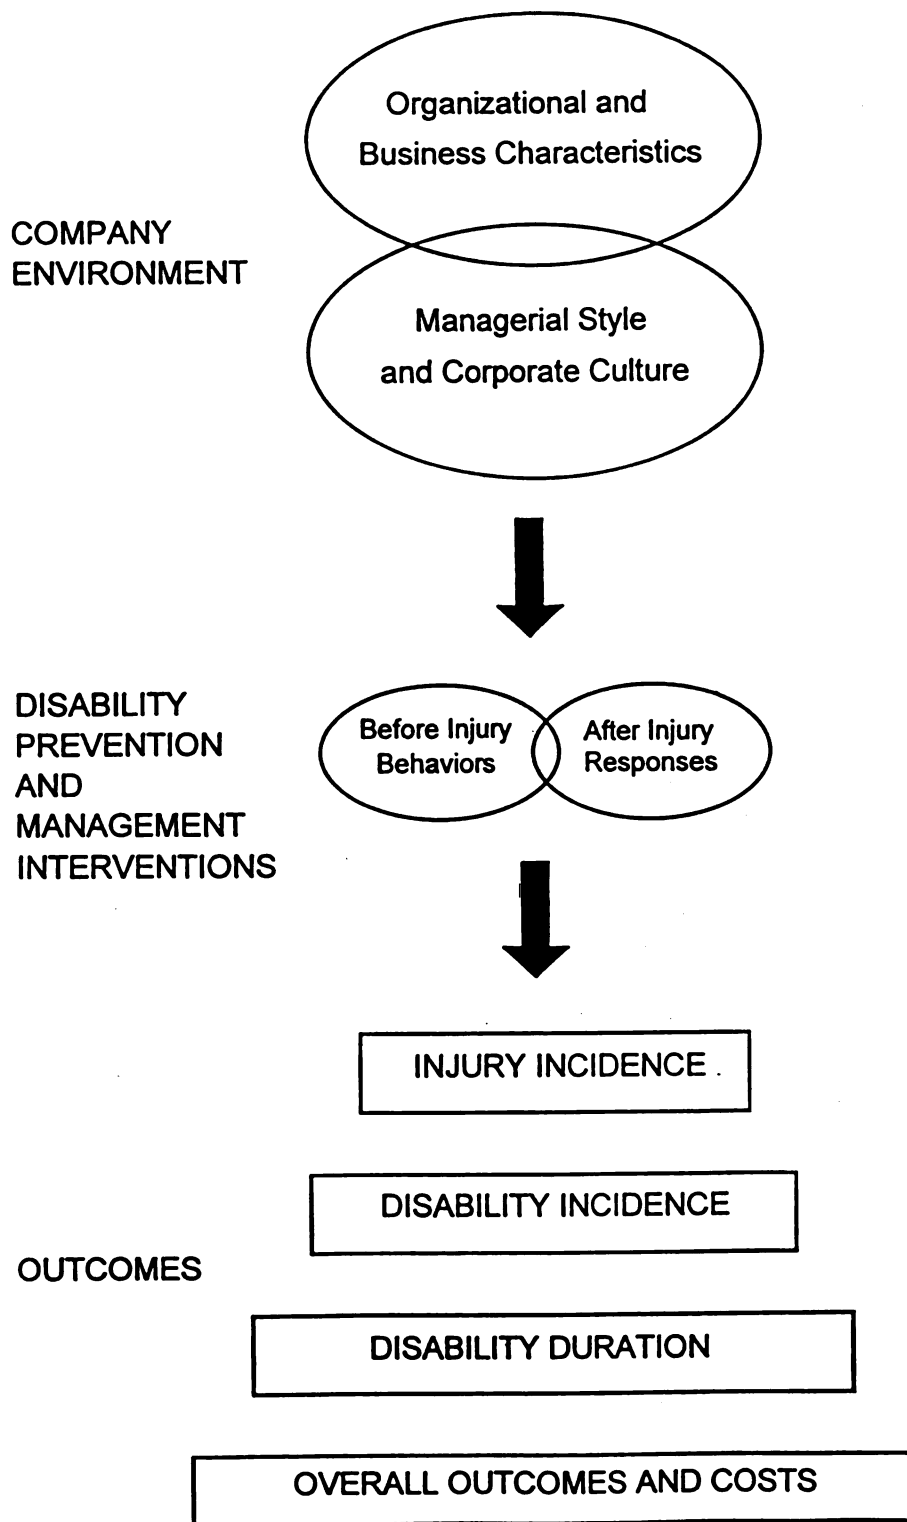 Organizational and
Business Characteristics
COMPANY
ENVIRONMENT
Managerial Style
and Corporate Culture
DISABILITY
PREVENTION
AND
MANAGEMENT
INTERVENTIONS
Before Injury
Behaviors
After Injury
Responses
INJURY INCIDENCE
DISABILITY INCIDENCE
OUTCOMES
DISABILITY DURATION
OVERALL OUTCOMES AND COSTS